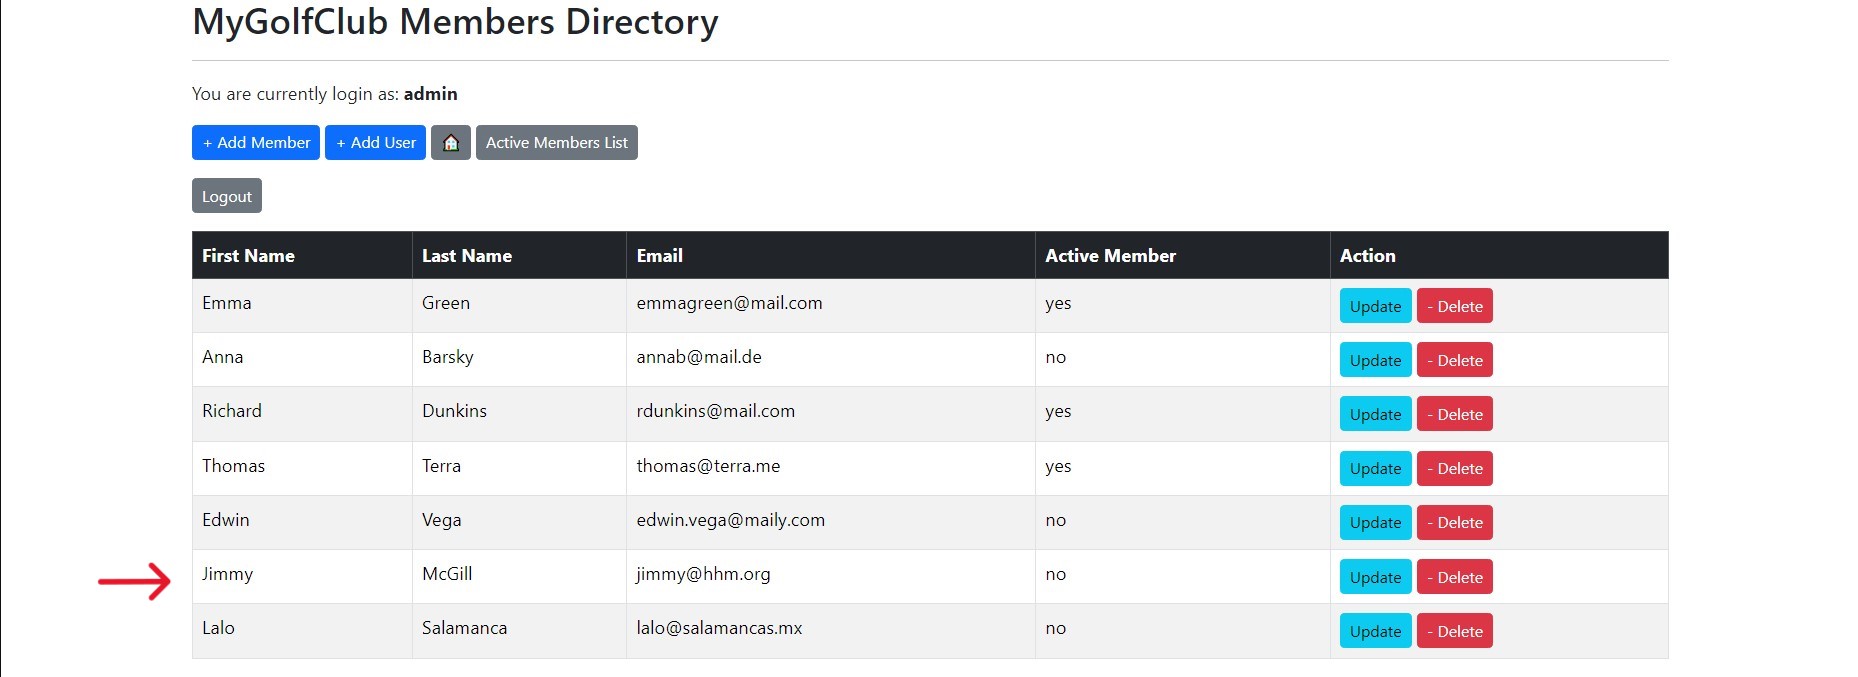 MyGolfClub Members Directory
You are currently login as: admin
+ Add Member + Add User Active Members List
Logout
First Name Last Name Email Active Member Action
Emma Green emmagreen@mail.com yes Update - Delete
Anna Barsky annab@mail.de no Update - Delete
Richard Dunkins rdunkins@mail.com yes Update - Delete
Thomas Terra thomas@terra.me yes Update - Delete
Edwin Vega edwin.vega@maily.com no Update - Delete
Jimmy McGill jimmy@hhm.org no Update - Delete
Lalo Salamanca lalo@salamancas.mx no Update - Delete